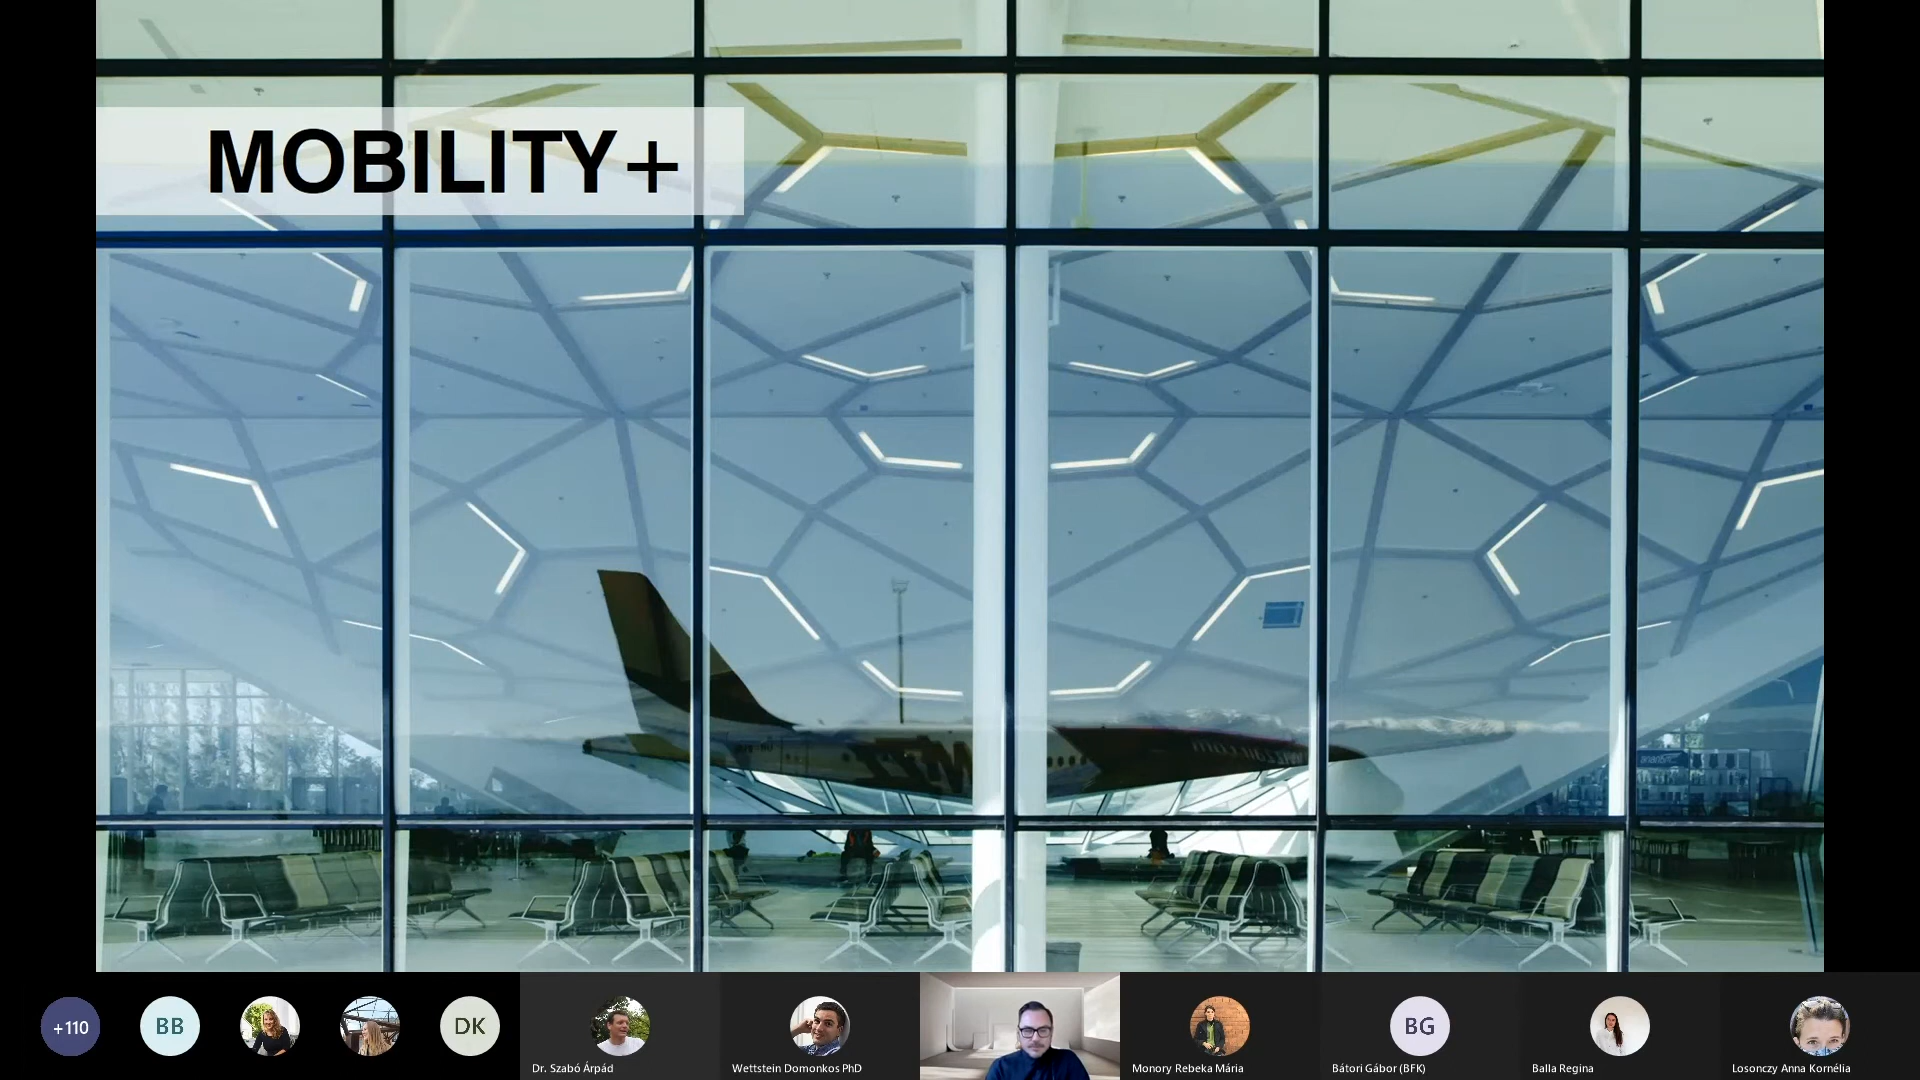 MOBILITY+
+110
BB
DK
Dr. Szabó Árpád
Wettstein Domonkos PhD
Monory Rebeka Mária
BG
Bátori Gábor (BFK)
Balla Regina
Losonczy Anna Kornélia